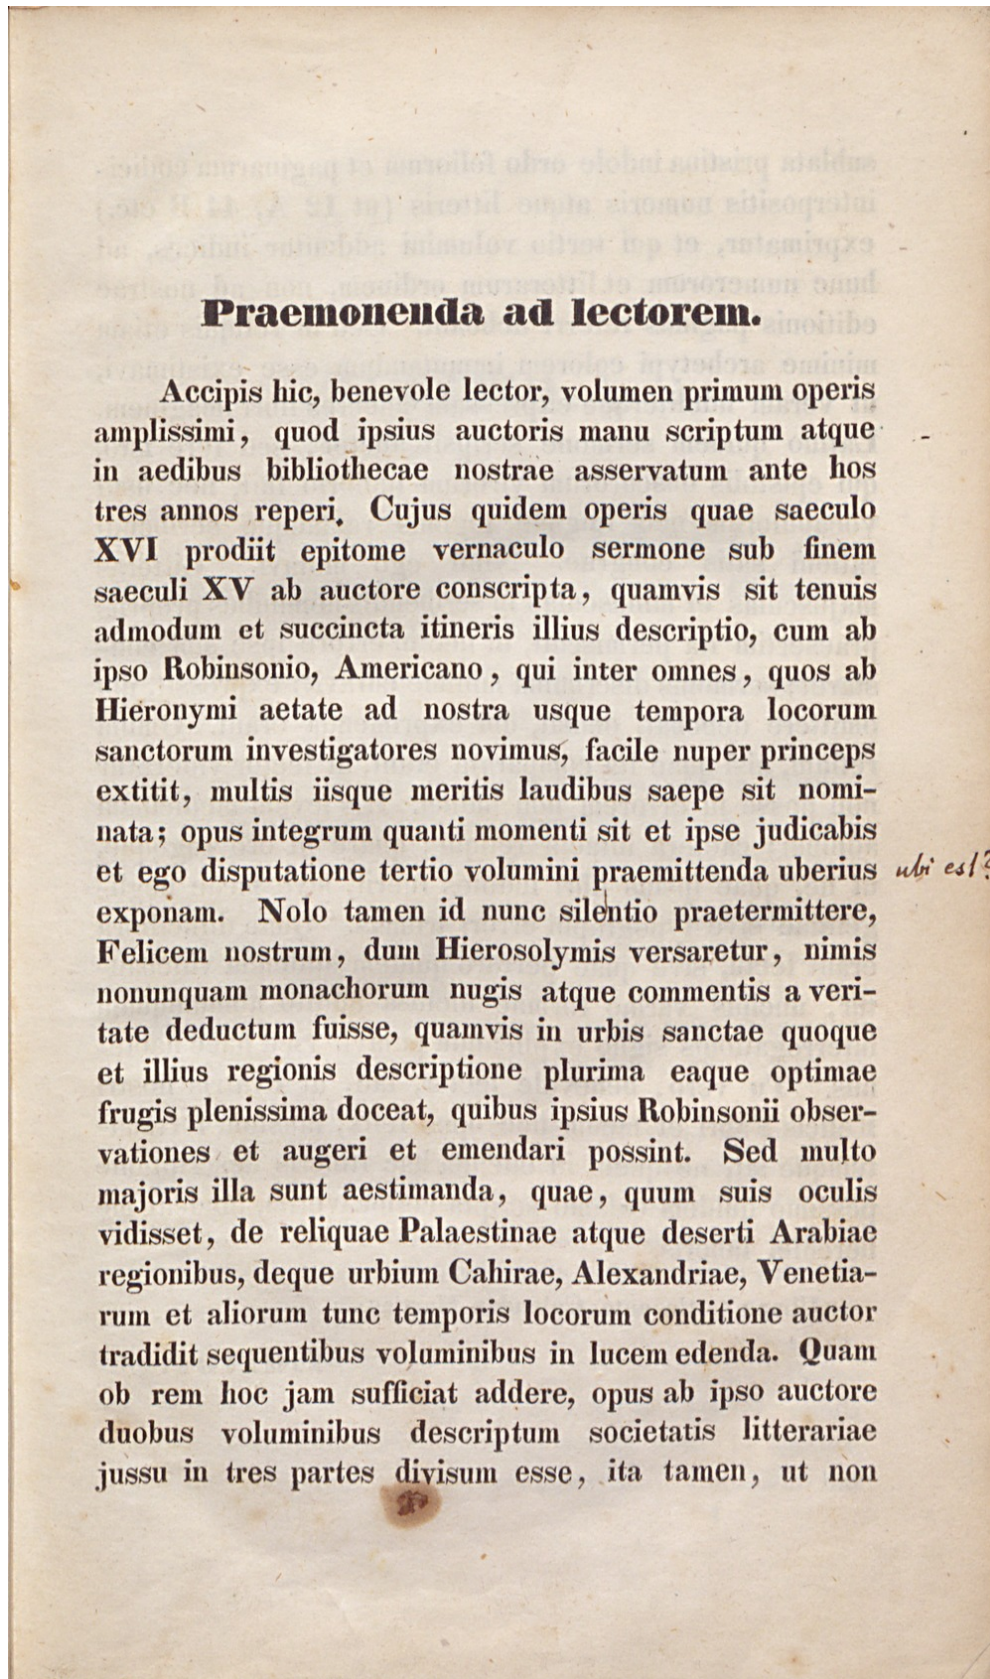 Praemonenda ad lectorem.
Accipis hic, benevole lector, volumen primum operis
amplissimi, quod ipsius auctoris manu scriptum atque
in aedibus bibliothecae nostrae asservatum ante hos
tres annos reperi. Cujus quidem operis quae saeculo
XVI prodiit epitome vernaculo sermone sub finem
saeculi XV ab auctore conscripta, quamvis sit tenuis
admodum et succincta itineris illius descriptio, cum ab
ipso Robinsonio, Americano, qui inter omnes, quos ab
Hieronymi aetate ad nostra usque tempora locorum
sanctorum investigatores novimus, facile nuper princeps
extitit, multis iisque meritis laudibus saepe sit nomi-
nata; opus integrum quanti momenti sit et ipse judicabis
et ego disputatione tertio volumini praemittenda uberius ubi est?
exponam. Nolo tamen id nunc silentio praetermittere,
Felicem nostrum, dum Hierosolymis versaretur, nimis
nonunquam monachorum nugis atque commentis a veri-
tate deductum fuisse, quamvis in urbis sanctae quoque
et illius regionis descriptione plurima eaque optimae
frugis plenissima doceat, quibus ipsius Robinsonii obser-
vationes et augeri et emendari possint. Sed multo
majoris illa sunt aestimanda, quae, quum suis oculis
vidisset, de reliquae Palaestinae atque deserti Arabiae
regionibus, deque urbium Cahirae, Alexandriae, Venetia-
rum et aliorum tunc temporis locorum conditione auctor
tradidit sequentibus voluminibus in lucem edenda. Quam
ob rem hoc jam sufficiat addere, opus ab ipso auctore
duobus voluminibus descriptum societatis litterariae
jussu in tres partes divisum esse, ita tamen, ut non